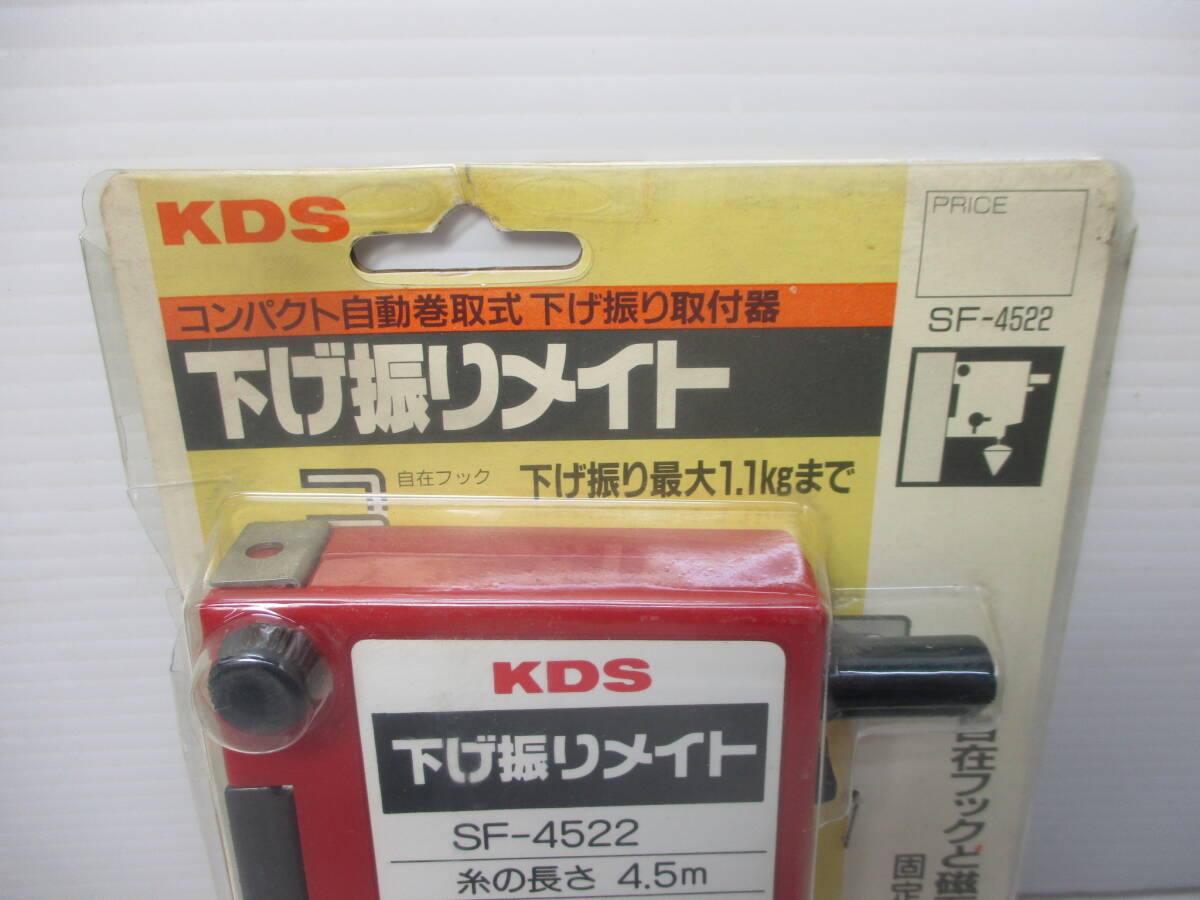 KDS
コンパクト自動巻取式 下げ振り取付器
下げ振りメイト
自在フック
下げ振り最大1.1kgまで
PRICE
SF-4522
KDS
下げ振りメイト
SF-4522
糸の長さ 4.5m
自在フックと磁
固定